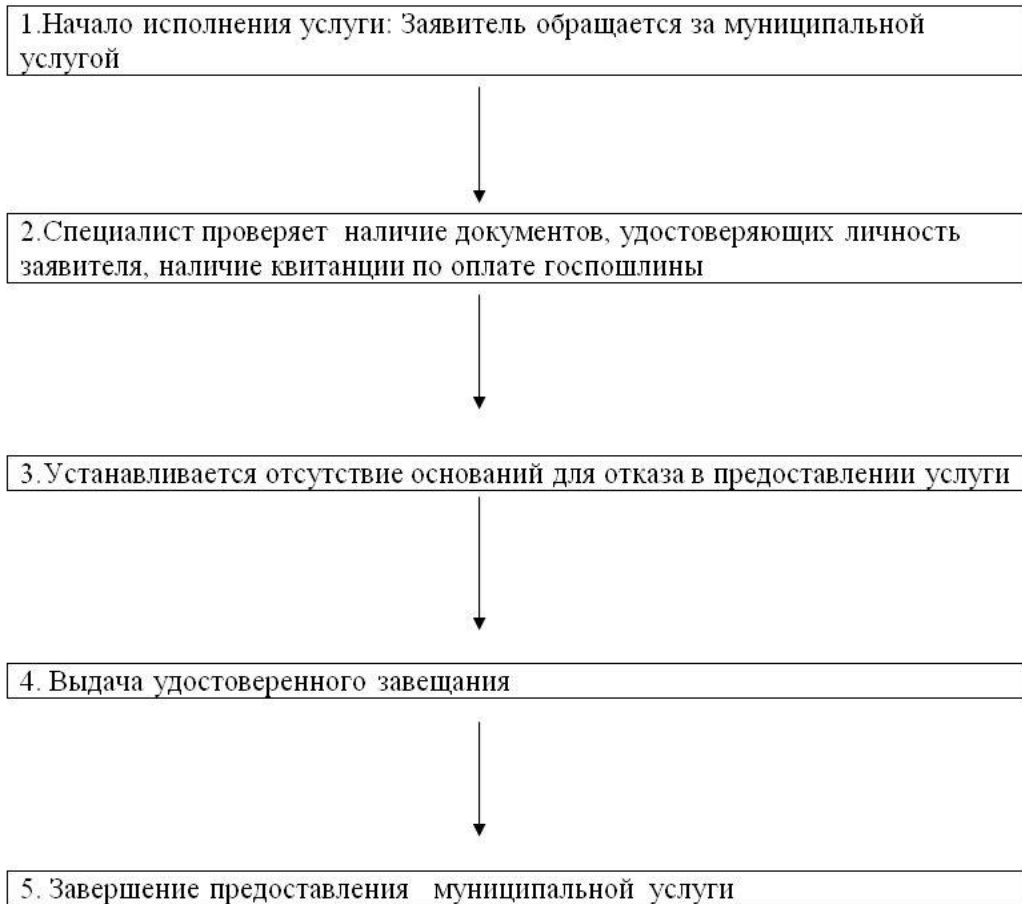 1.Начало исполнения услуги: Заявитель обращается за муниципальной
услугой
2.Специалист проверяет наличие документов, удостоверяющих личность
заявителя, наличие квитанции по оплате госпошлины
3.Устанавливается отсутствие оснований для отказа в предоставлении услуги
4. Выдача удостоверенного завещания
5. Завершение предоставления муниципальной услуги